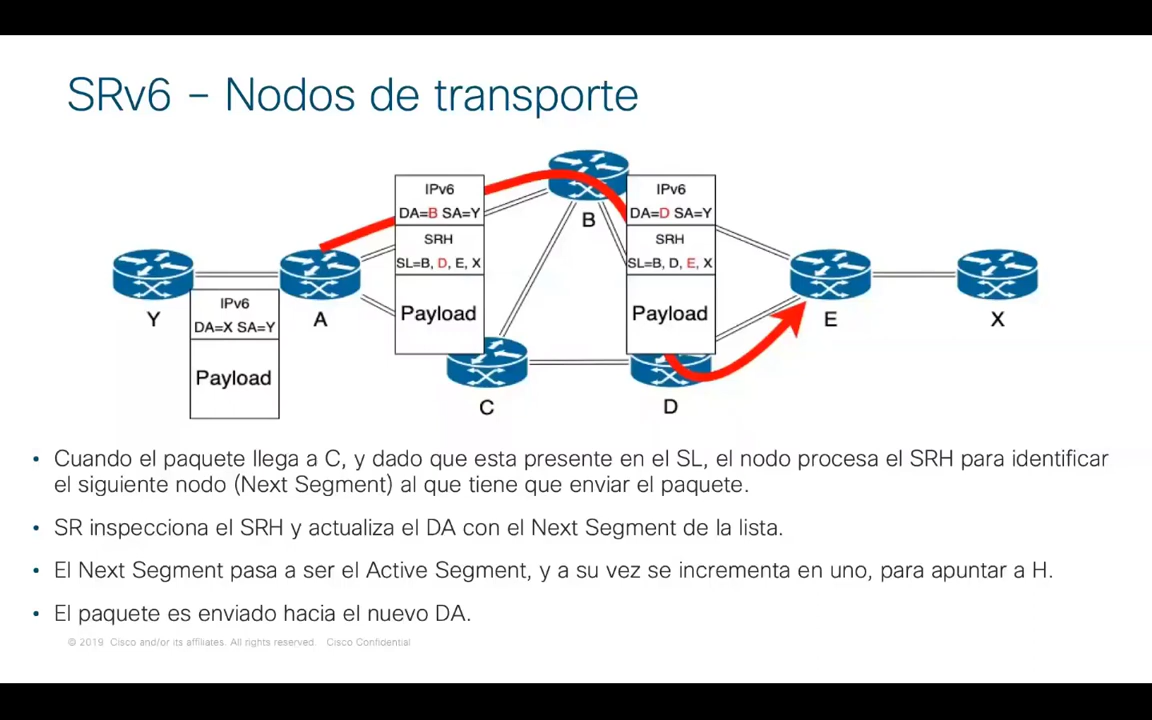 SRv6 – Nodos de transporte
IPv6
DA=B SA=Y
SRH
SL=B, D, E, X
Payload
IPv6
DA=D SA=Y
SRH
SL=B, D, E, X
Payload
B
Y
IPv6
DA=X SA=Y
Payload
A
C
D
E
X
• Cuando el paquete llega a C, y dado que esta presente en el SL, el nodo procesa el SRH para identificar
el siguiente nodo (Next Segment) al que tiene que enviar el paquete.
• SR inspecciona el SRH y actualiza el DA con el Next Segment de la lista.
• El Next Segment pasa a ser el Active Segment, y a su vez se incrementa en uno, para apuntar a H.
• El paquete es enviado hacia el nuevo DA.
© 2019 Cisco and/or its affiliates. All rights reserved. Cisco Confidential